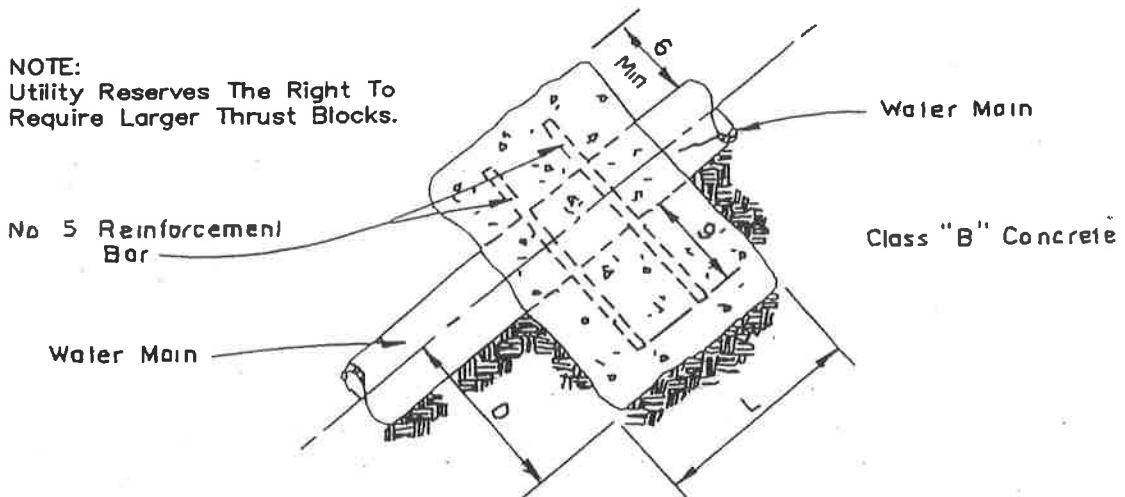 NOTE:
Utility Reserves The Right To
Require Larger Thrust Blocks.
6
Min
Water Main
No 5 Reinforcement
Bar
9'
Class "B" Concrete
Water Main
D
L